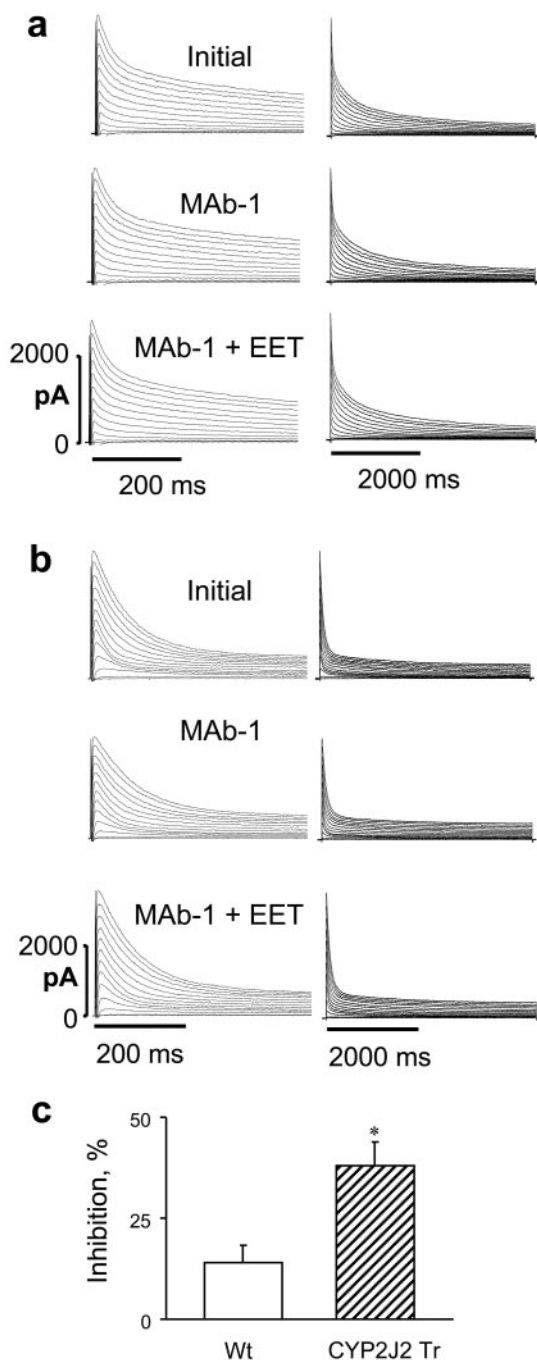 a
Initial
MAb-1
MAb-1 + EET
2000
pA
0
200 ms
2000 ms
b
Initial
MAb-1
MAb-1 + EET
2000
pA
0
200 ms
2000 ms
c
Inhibition, %
50
25
0
*
Wt
CYP2J2 Tr